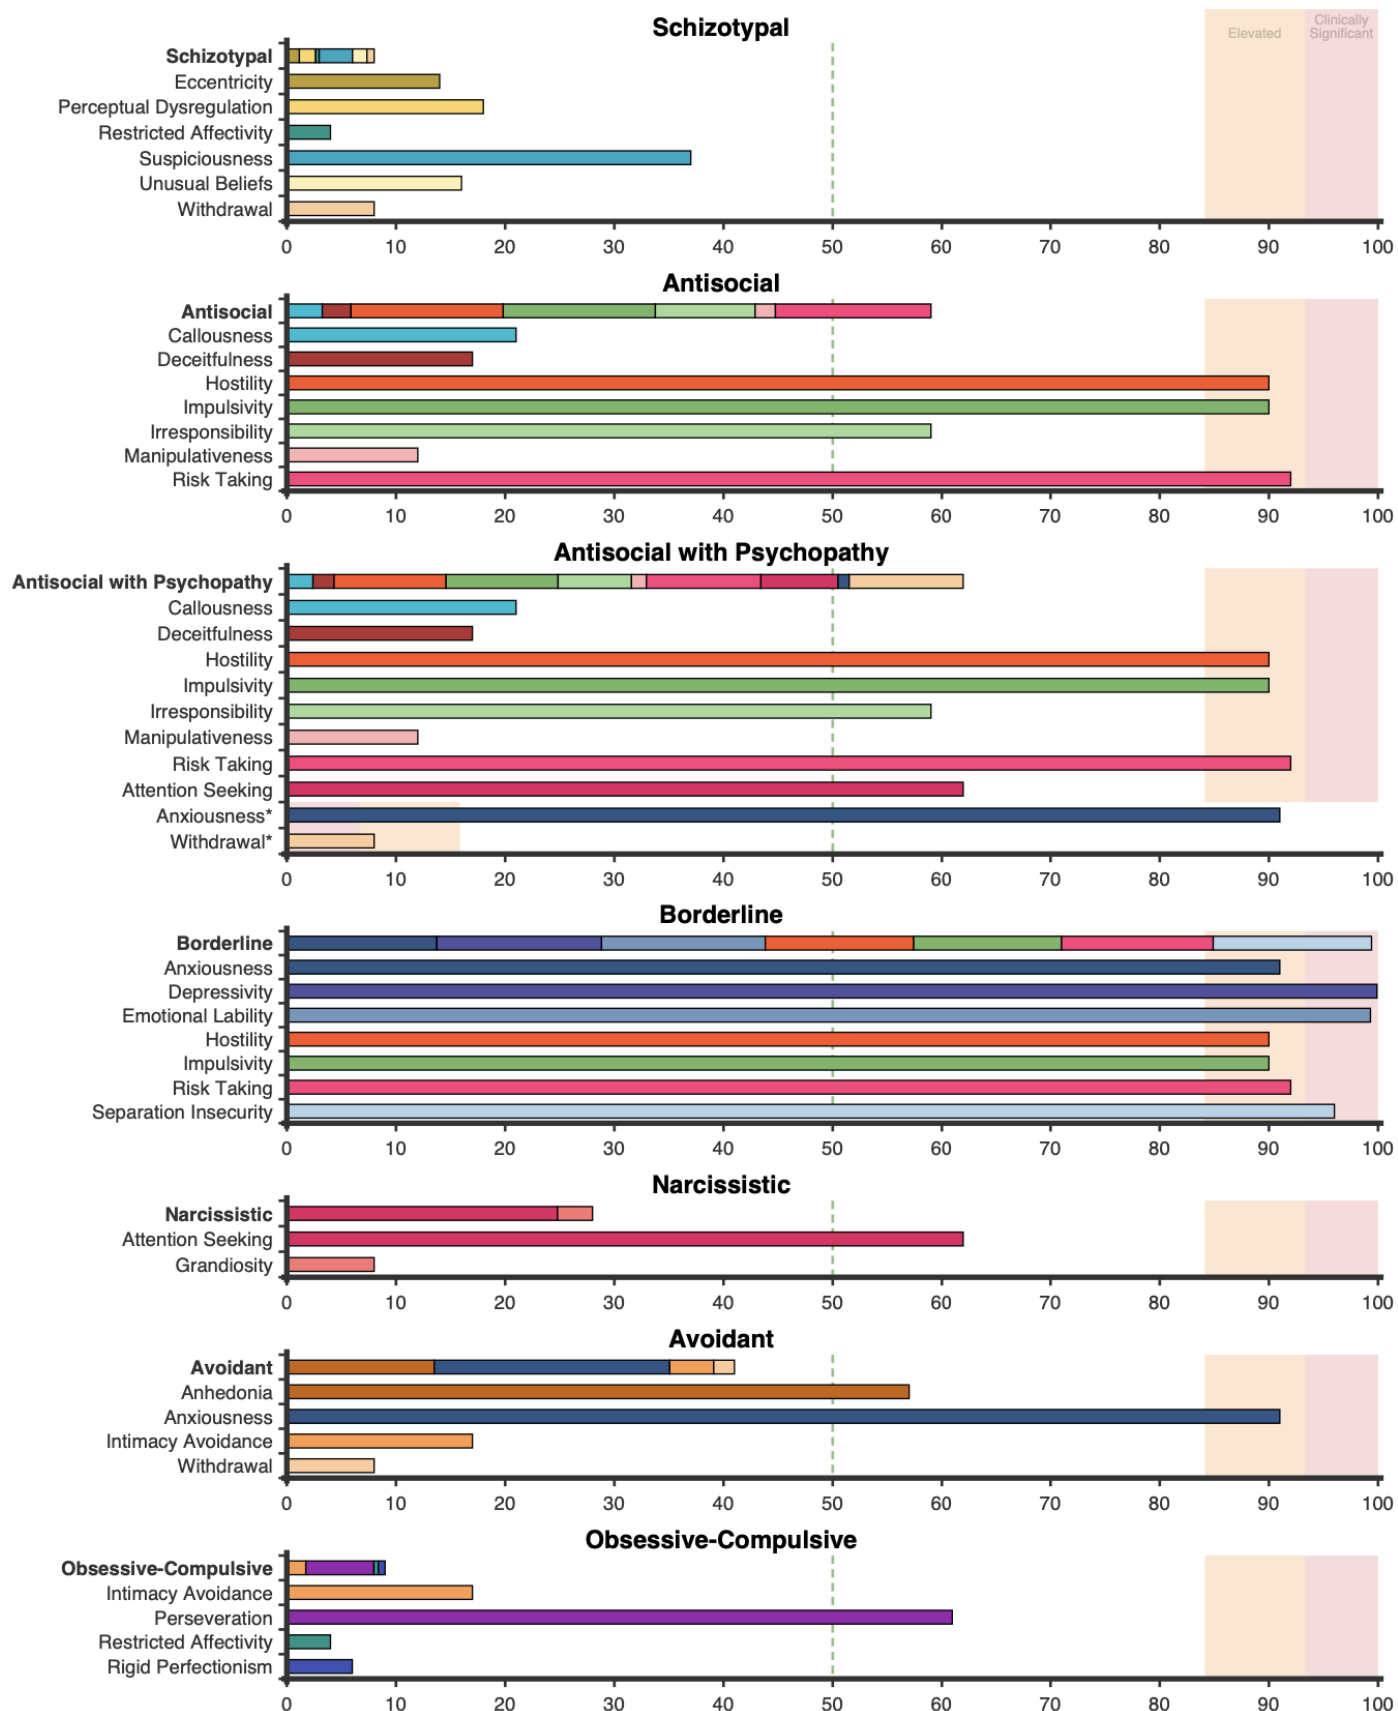 Schizotypal
Elevated
Clinically
Significant
Schizotypal
Eccentricity
Perceptual Dysregulation
Restricted Affectivity
Suspiciousness
Unusual Beliefs
Withdrawal
0 10 20 30 40 50 60 70 80 90 100
Antisocial
Antisocial
Callousness
Deceitfulness
Hostility
Impulsivity
Irresponsibility
Manipulativeness
Risk Taking
0 10 20 30 40 50 60 70 80 90 100
Antisocial with Psychopathy
Antisocial with Psychopathy
Callousness
Deceitfulness
Hostility
Impulsivity
Irresponsibility
Manipulativeness
Risk Taking
Attention Seeking
Anxiousness*
Withdrawal*
0 10 20 30 40 50 60 70 80 90 100
Borderline
Borderline
Anxiousness
Depressivity
Emotional Lability
Hostility
Impulsivity
Risk Taking
Separation Insecurity
0 10 20 30 40 50 60 70 80 90 100
Narcissistic
Narcissistic
Attention Seeking
Grandiosity
0 10 20 30 40 50 60 70 80 90 100
Avoidant
Avoidant
Anhedonia
Anxiousness
Intimacy Avoidance
Withdrawal
0 10 20 30 40 50 60 70 80 90 100
Obsessive-Compulsive
Obsessive-Compulsive
Intimacy Avoidance
Perseveration
Restricted Affectivity
Rigid Perfectionism
0 10 20 30 40 50 60 70 80 90 100